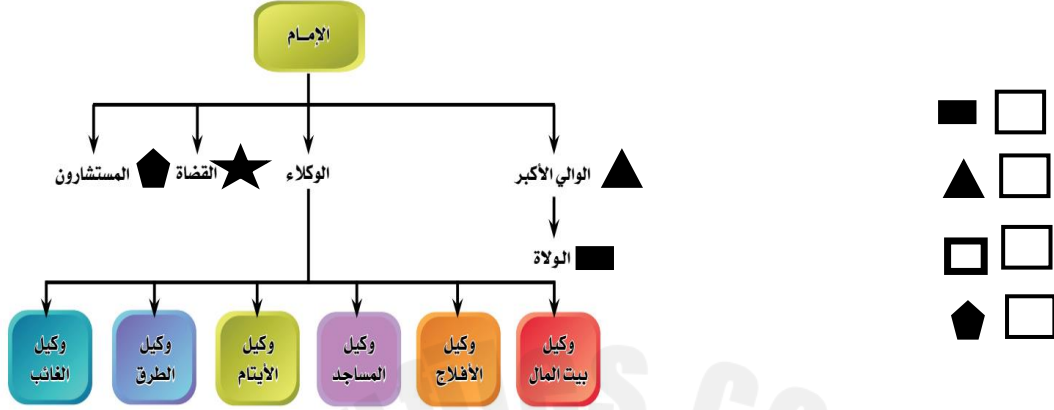 الإمـام
الوالي الأكبر
الوكلاء
القضاة
المستشارون
الولاة
وكيل
بيت المال
وكيل
الأفلاج
وكيل
المساجد
وكيل
الأيتام
وكيل
الطرق
وكيل
الغائب